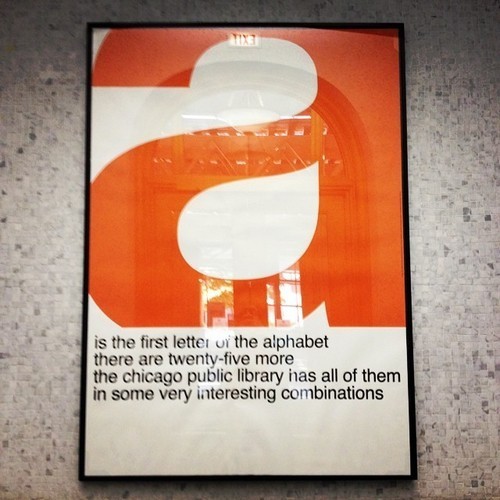 EXIT
a
is the first letter of the alphabet
there are twenty-five more
the chicago public library has all of them
in some very interesting combinations